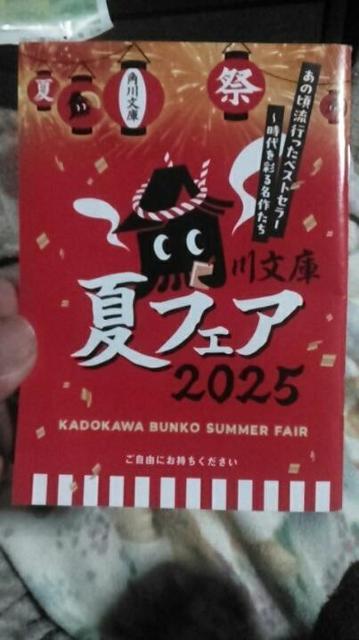 夏
角川文庫
祭
あの頃流行ったベストセラー
～時代を彩る名作たち
角川文庫
夏フェア
2025
KADOKAWA BUNKO SUMMER FAIR
ご自由にお持ちください